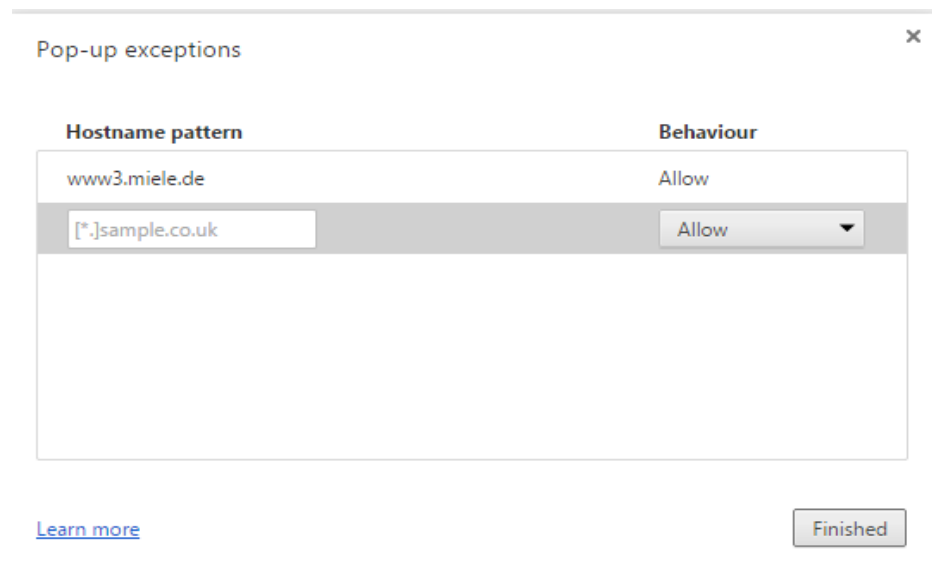 Pop-up exceptions
Hostname pattern Behaviour
www3.miele.de Allow
[*.]sample.co.uk Allow
Learn more Finished